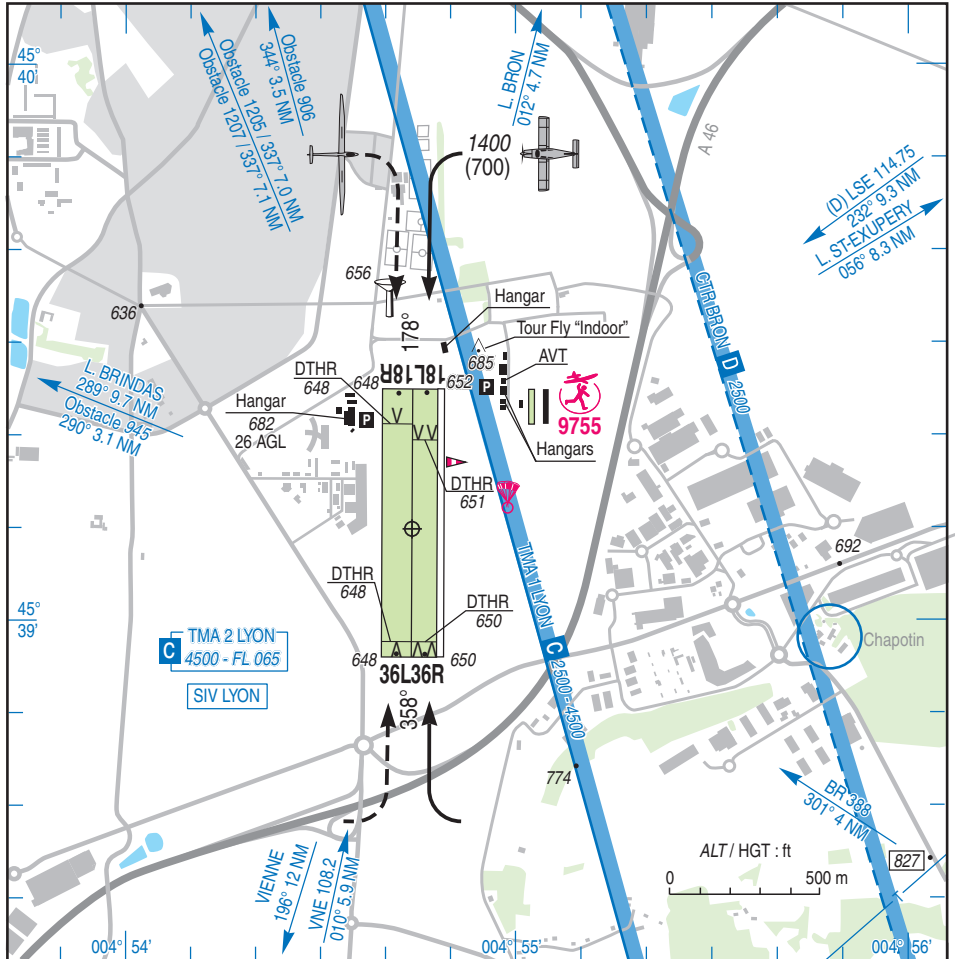 45°
40'
Obstacle 906
344° 3.5 NM
Obstacle 1205 / 337° 7.0 NM
Obstacle 1207 / 337° 7.1 NM
L. BRON
012° 4.7 NM
1400
(700)
A 46
(D) LSE 114.75
232° 9.3 NM
L. ST-EXUPERY
056° 8.3 NM
656
636
178°
Hangar
Tour Fly "Indoor"
685
AVT
CTR BRON D 2500
L. BRINDAS
289° 9.7 NM
Obstacle 945
290° 3.1 NM
DTHR
648
648
18R
18L
652
P
Hangar
682
26 AGL
P
9755
Hangars
DTHR
651
TMA 1 LYON C 2500 - 4500
692
DTHR
648
DTHR
650
45°
39'
Chapotin
C
TMA 2 LYON
4500 - FL 065
SIV LYON
648
650
36L
36R
358°
774
BR 388
301° 4 NM
VIENNE
196° 12 NM
VNE 108.2
010° 5.9 NM
ALT / HGT : ft
0 500 m
827
004° 54'
004° 55'
004° 56'